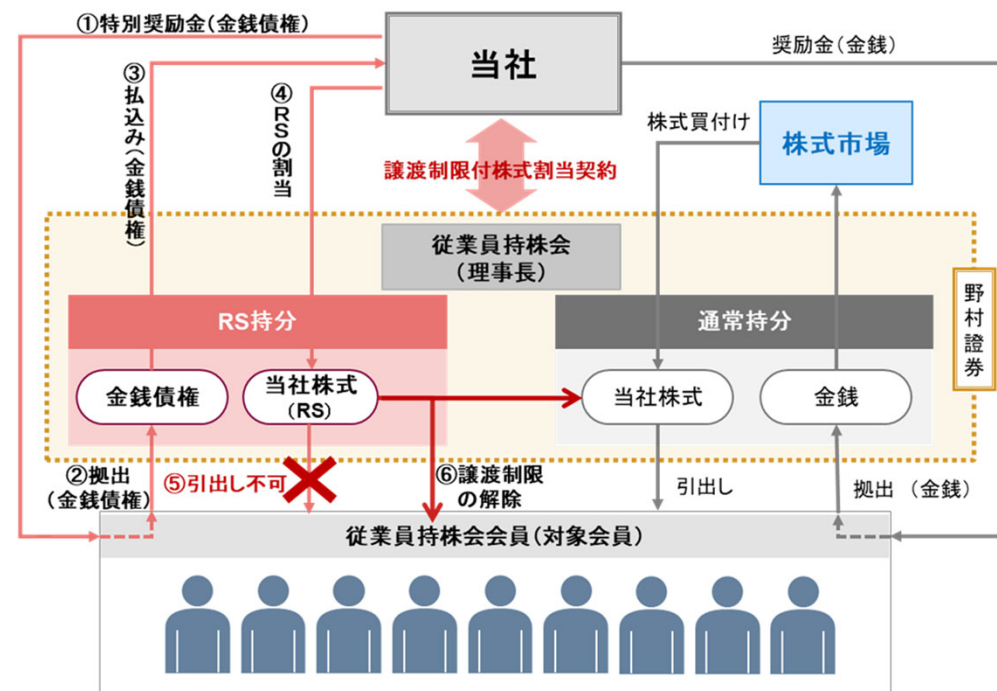 ①特別奨励金(金銭債権)
当社
奨励金(金銭)
③払込み(金銭債権)
④RSの割当
株式買付け
株式市場
譲渡制限付株式割当契約
従業員持株会
(理事長)
野村證券
RS持分
通常持分
金銭債権
当社株式
(RS)
当社株式
金銭
②拠出
(金銭債権)
⑤引出し不可
⑥譲渡制限
の解除
引出し
拠出 (金銭)
従業員持株会会員(対象会員)